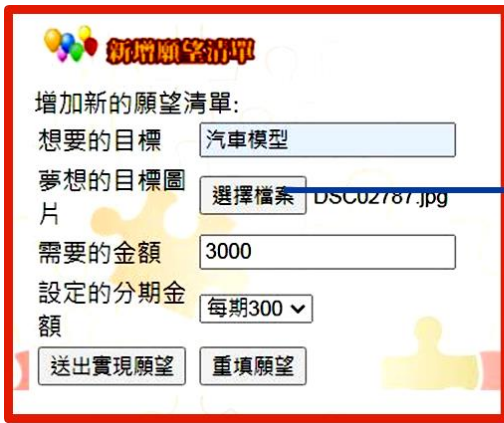 新增願望清單
增加新的願望清單:
想要的目標 汽車模型
夢想的目標圖
片 選擇檔案 DSC02787.jpg
需要的金額 3000
設定的分期金
額 每期300
送出實現願望 重填願望